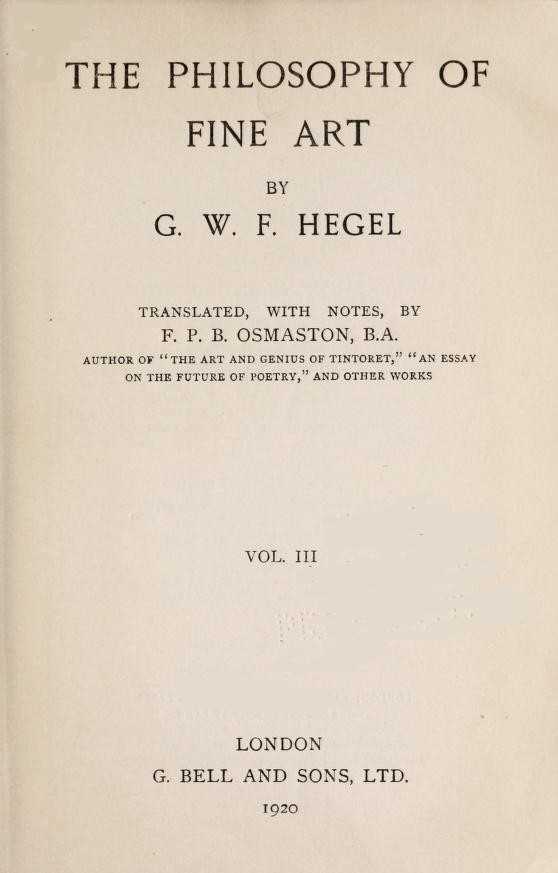 THE PHILOSOPHY OF
FINE ART
BY
G. W. F. HEGEL
TRANSLATED, WITH NOTES, BY
F. P. B. OSMASTON, B.A.
AUTHOR OF "THE ART AND GENIUS OF TINTORET," "AN ESSAY
ON THE FUTURE OF POETRY," AND OTHER WORKS
VOL. III
LONDON
G. BELL AND SONS, LTD.
1920